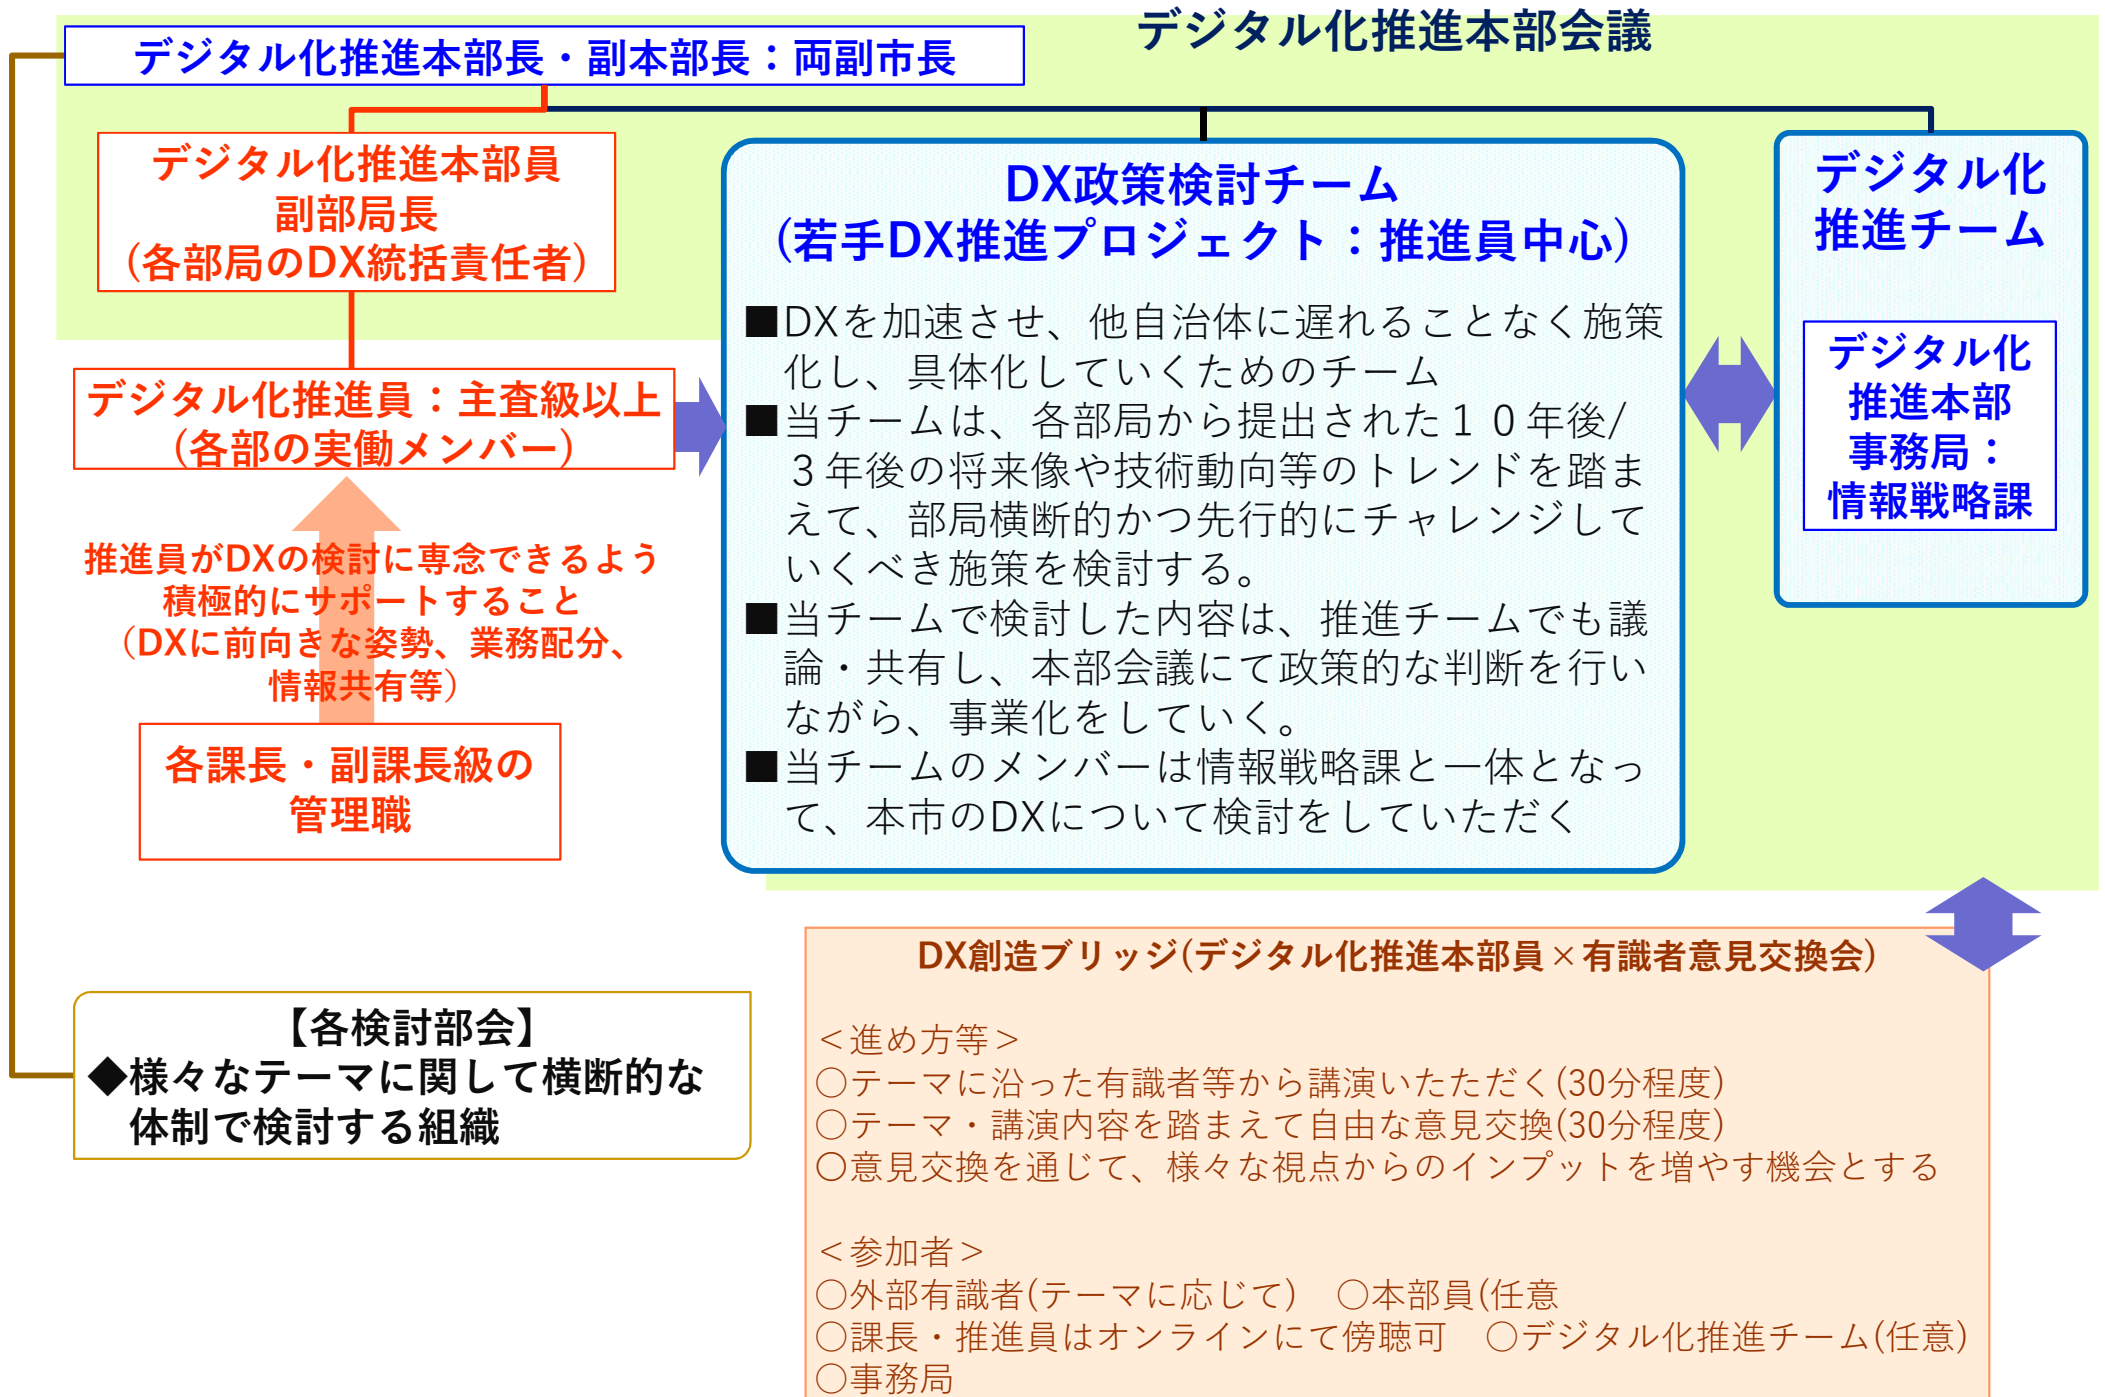 デジタル化推進本部会議
デジタル化推進本部長・副本部長：両副市長
デジタル化推進本部員
副部局長
(各部局のDX統括責任者)
デジタル化推進員：主査級以上
(各部の実働メンバー)
推進員がDXの検討に専念できるよう
積極的にサポートすること
（DXに前向きな姿勢、業務配分、
情報共有等）
各課長・副課長級の
管理職
DX政策検討チーム
(若手DX推進プロジェクト：推進員中心)
■DXを加速させ、他自治体に遅れることなく施策
化し、具体化していくためのチーム
■当チームは、各部局から提出された１０年後/
３年後の将来像や技術動向等のトレンドを踏ま
えて、部局横断的かつ先行的にチャレンジして
いくべき施策を検討する。
■当チームで検討した内容は、推進チームでも議
論・共有し、本部会議にて政策的な判断を行い
ながら、事業化をしていく。
■当チームのメンバーは情報戦略課と一体となっ
て、本市のDXについて検討をしていただく
デジタル化
推進チーム
デジタル化
推進本部
事務局：
情報戦略課
【各検討部会】
◆様々なテーマに関して横断的な
体制で検討する組織
DX創造ブリッジ(デジタル化推進本部員×有識者意見交換会)
＜進め方等＞
○テーマに沿った有識者等から講演いたただく(30分程度)
○テーマ・講演内容を踏まえて自由な意見交換(30分程度)
○意見交換を通じて、様々な視点からのインプットを増やす機会とする
＜参加者＞
○外部有識者(テーマに応じて)　○本部員(任意
○課長・推進員はオンラインにて傍聴可　○デジタル化推進チーム(任意)
○事務局